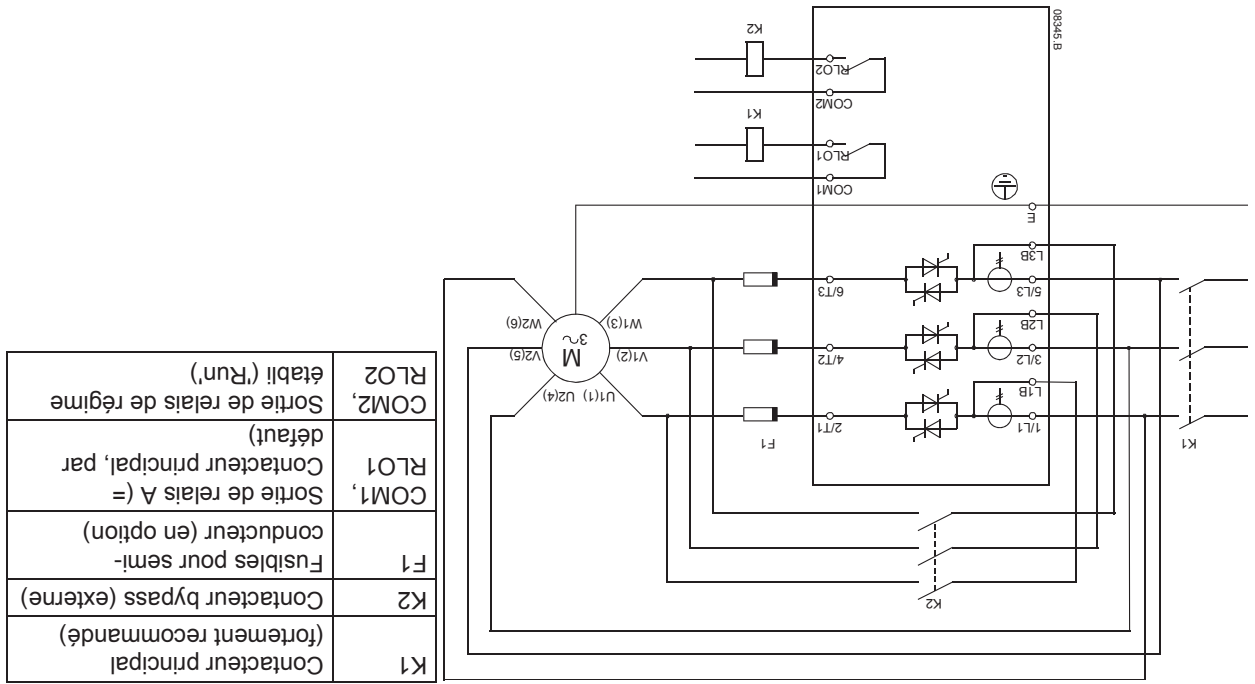 K2
K1
1/L1
L1B
2/T1
F1
3/L2
L2B
4/T2
5/L3
L3B
6/T3
U1(1) U2(4)
V1(2)
M
3~
V2(5)
W1(3)
W2(6)
E
COM1
RLO1
K1
COM2
RLO2
K2
08345.B
K1
Contacteur principal
(fortement recommandé)
K2
Contacteur bypass (externe)
F1
Fusibles pour semi-
conducteur (en option)
COM1,
RLO1
Sortie de relais A (=
Contacteur principal, par
défaut)
COM2,
RLO2
Sortie de relais de régime
établi ('Run')